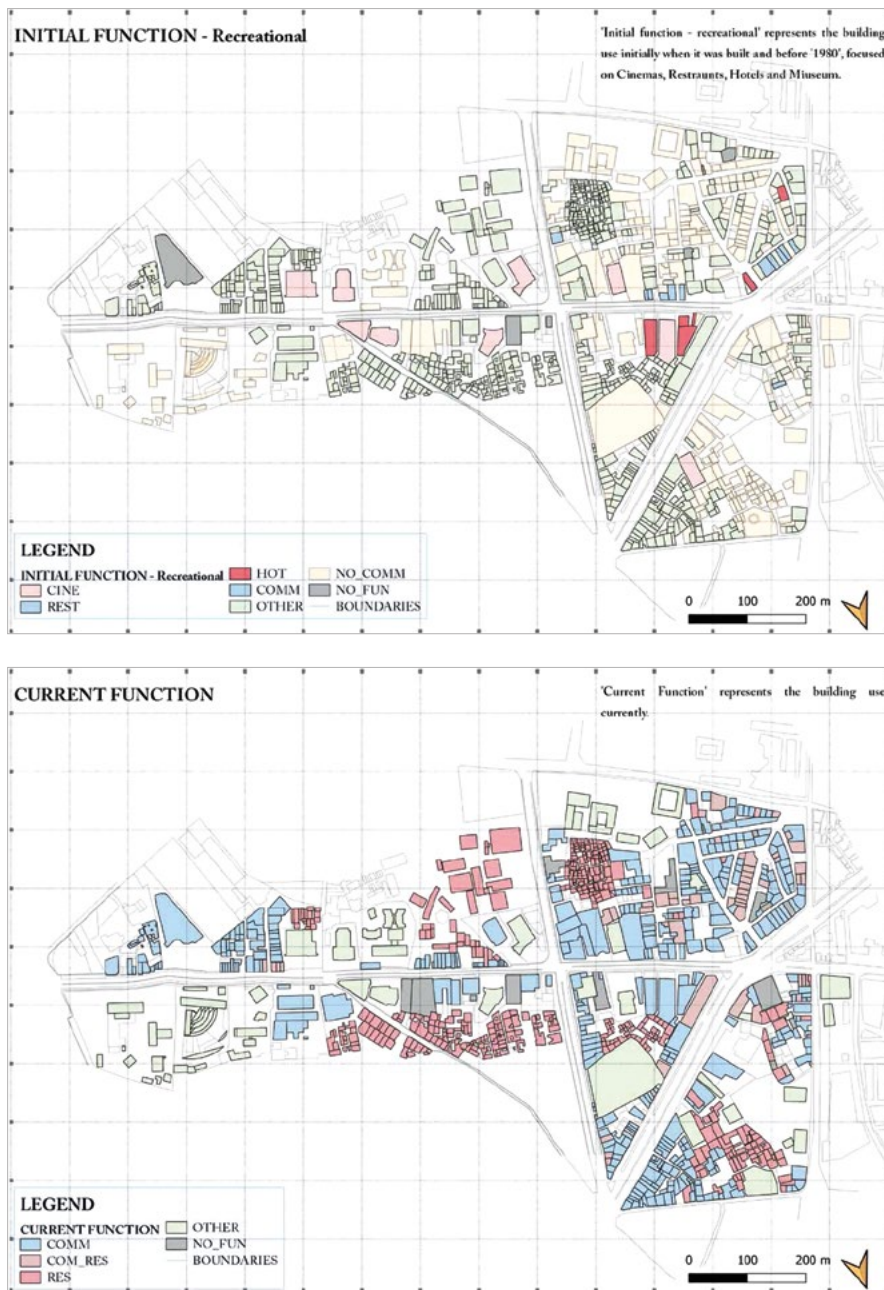 INITIAL FUNCTION - Recreational
'Initial function - recreational' represents the building
use initially when it was built and before '1980', focused
on Cinemas, Restraunts, Hotels and Miuseum.
LEGEND
INITIAL FUNCTION - Recreational
CINE
REST
HOT
COMM
OTHER
NO_COMM
NO_FUN
BOUNDARIES
0 100 200 m
CURRENT FUNCTION
'Current Function' represents the building use
currently.
LEGEND
CURRENT FUNCTION
COMM
COM_RES
RES
OTHER
NO_FUN
BOUNDARIES
0 100 200 m